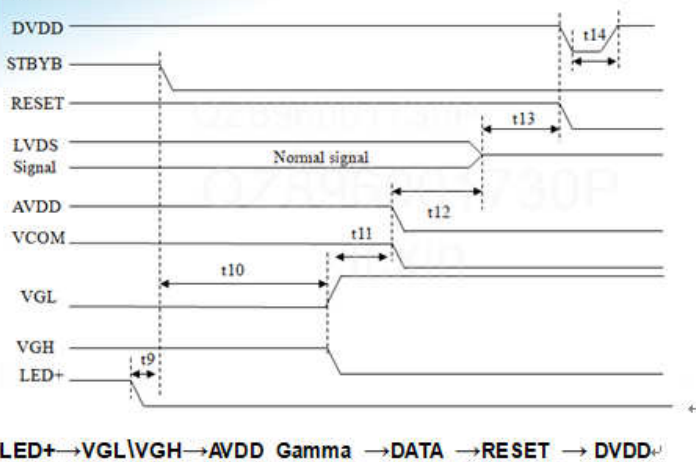 DVDD
t14
STBYB
RESET
t13
LVDS
Signal
Normal signal
AVDD
t12
VCOM
t11
t10
VGL
VGH
t9
LED+
LED+→VGL\VGH→AVDD Gamma →DATA →RESET → DVDD